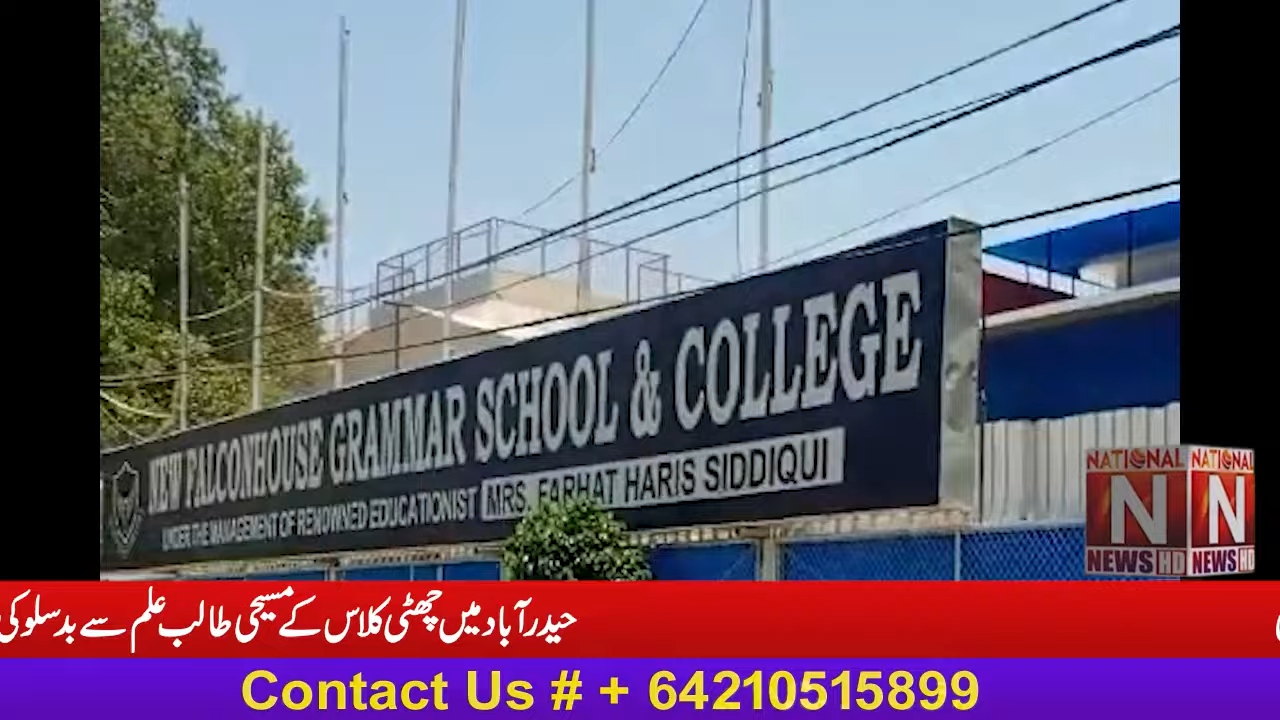 NEW FALCONHOUSE GRAMMAR SCHOOL & COLLEGE
UNDER THE MANAGEMENT OF RENOWNED EDUCATIONIST MRS. FARHAT HARIS SIDDIQUI
NATIONAL NATIONAL
N N
NEWS HD NEWS HD
حیدرآباد میں چھٹی کلاس کے مسیحی طالب علم سے بدسلوکی
Contact Us # + 64210515899